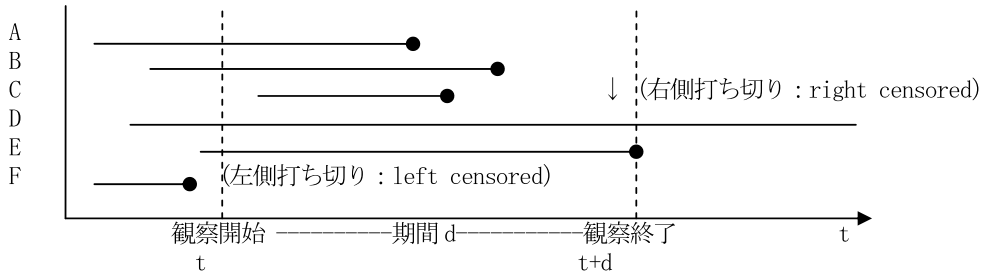 A
B
C
↓ (右側打ち切り：right censored)
D
E
F
(左側打ち切り：left censored)
観察開始 ----------期間 d-----------観察終了
t
t
t+d